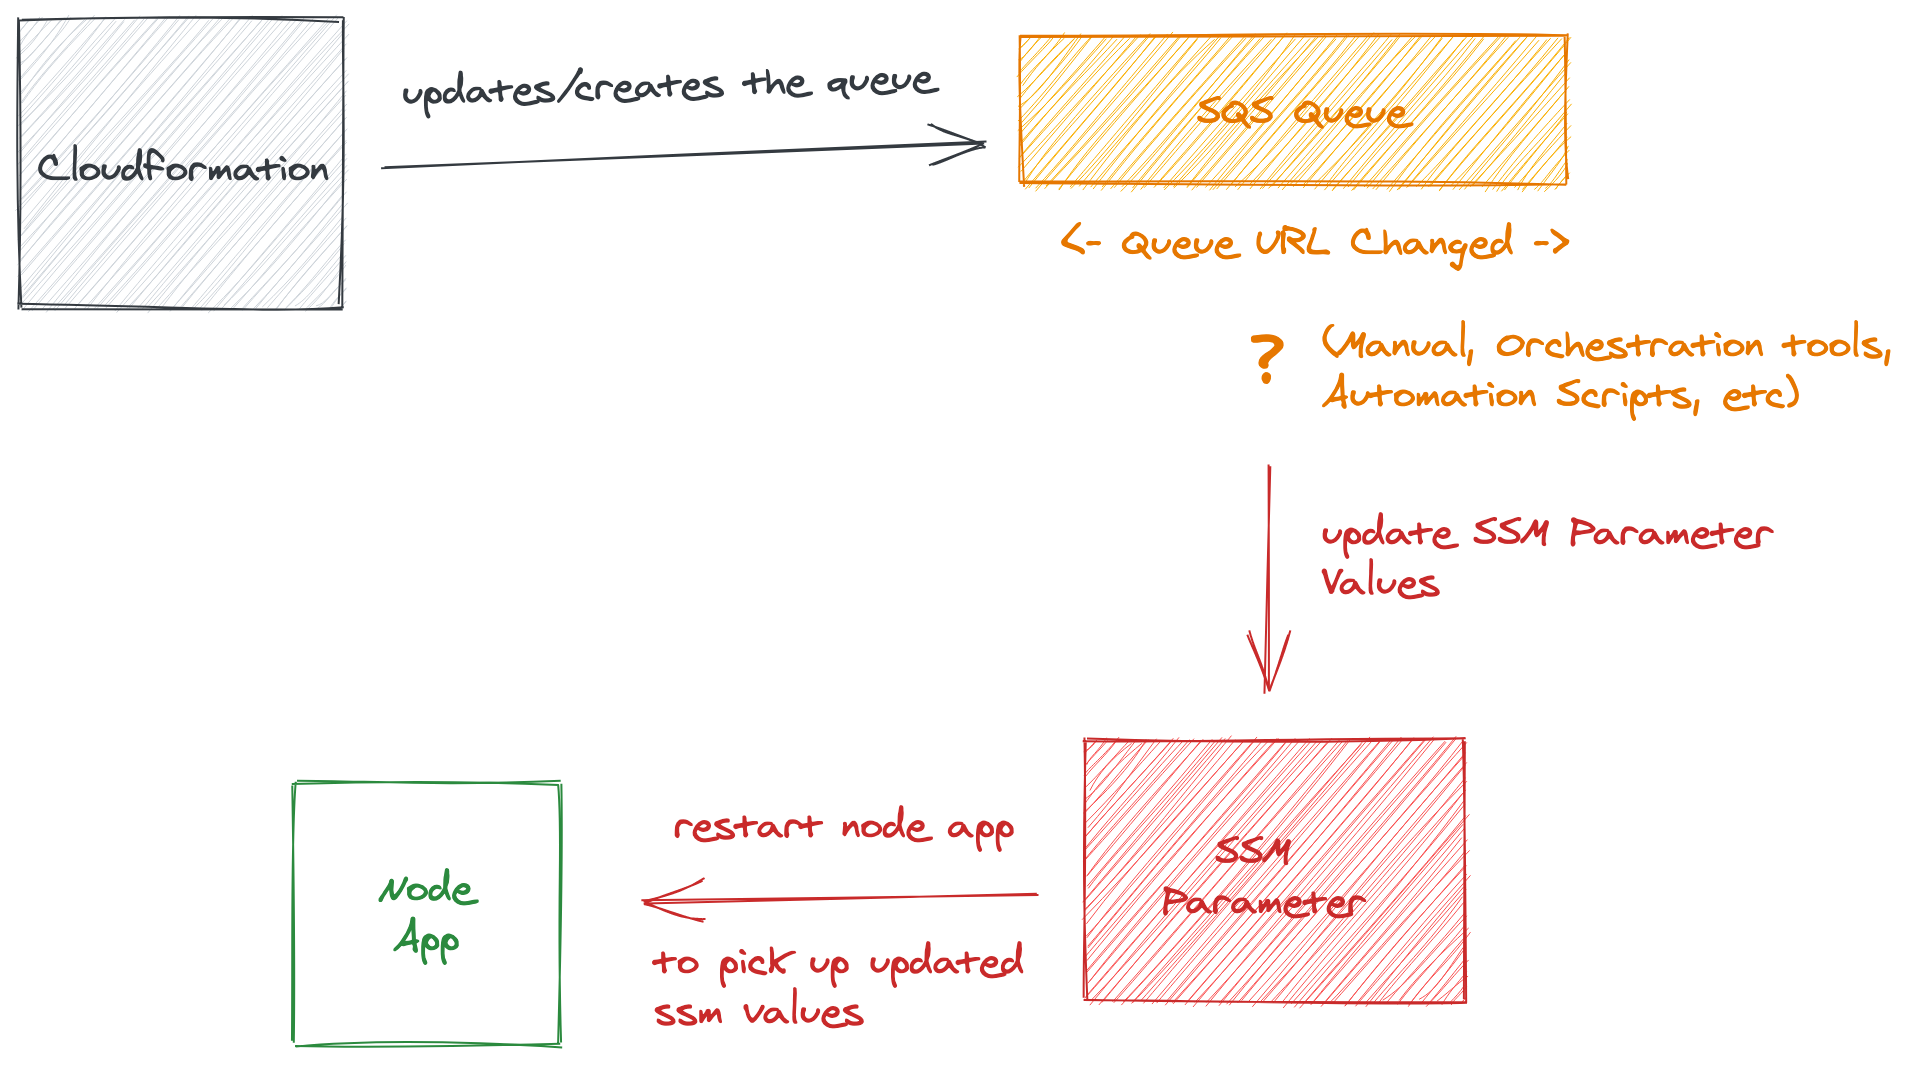 Cloudformation
updates/creates the queue
SQS Queue
<- Queue URL Changed ->
?
(Manual, Orchestration tools,
Automation Scripts, etc)
update SSM Parameter
Values
SSM
Parameter
restart node app
to pick up updated
ssm values
Node
App